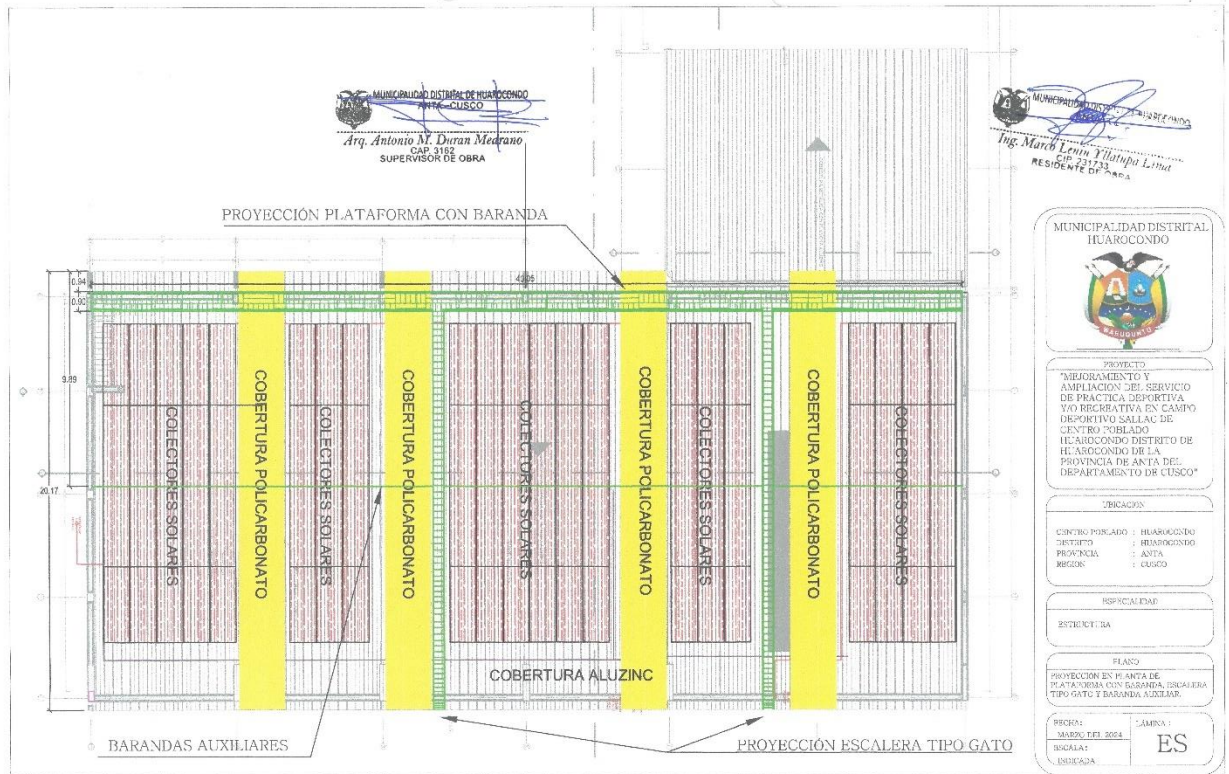 MUNICIPALIDAD DISTRITAL DE HUAROCONDO
ANTA - CUSCO
Arq. Antonio M. Duran Medrano
CAP. 3162
SUPERVISOR DE OBRA
MUNICIPALIDAD DISTRITAL DE HUAROCONDO
Ing. Marco Lenin
CIP. 231733
RESIDENTE DE OBRA
PROYECCIÓN PLATAFORMA CON BARANDA
0.94
0.90
9.89
20.17
COLECTORES SOLARES
COBERTURA POLICARBONATO
COLECTORES SOLARES
COBERTURA POLICARBONATO
COLECTORES SOLARES
COBERTURA POLICARBONATO
COLECTORES SOLARES
COBERTURA POLICARBONATO
COLECTORES SOLARES
COBERTURA ALUZINC
BARANDAS AUXILIARES
PROYECCIÓN ESCALERA TIPO GATO
MUNICIPALIDAD DISTRITAL
HUAROCONDO
PROYECTO
"MEJORAMIENTO Y
AMPLIACION DEL SERVICIO
DE PRACTICA DEPORTIVA
Y/O RECREATIVA EN CAMPO
DEPORTIVO SALLAC DE
CENTRO POBLADO
HUAROCONDO DISTRITO DE
HUAROCONDO DE LA
PROVINCIA DE ANTA DEL
DEPARTAMENTO DE CUSCO"
UBICACION
CENTRO POBLADO : HUAROCONDO
DISTRITO : HUAROCONDO
PROVINCIA : ANTA
REGION : CUSCO
ESPECIALIDAD
ESTRUCTURA
PLANO
PROYECCIÓN EN PLANTA DE
PLATAFORMA CON BARANDA, ESCALERA
TIPO GATO Y BARANDA AUXILIAR.
FECHA:
MARZO DEL 2024
ESCALA:
INDICADA
LÁMINA :
ES